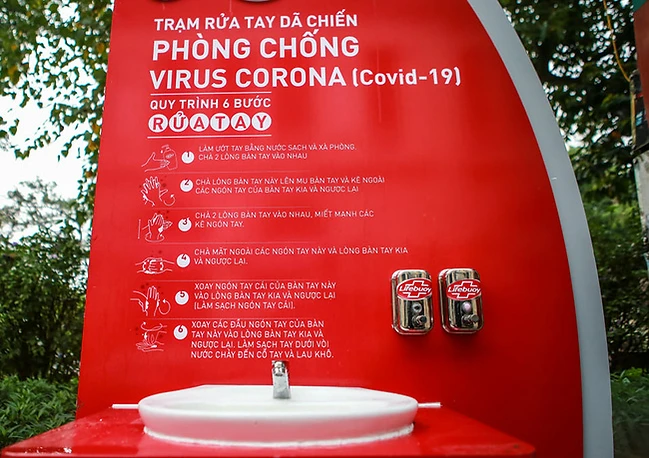 TRẠM RỬA TAY DÃ CHIẾN
PHÒNG CHỐNG
VIRUS CORONA (Covid-19)
QUY TRÌNH 6 BƯỚC
RỬA TAY
1 LÀM ƯỚT TAY BẰNG NƯỚC SẠCH VÀ XÀ PHÒNG.
CHÀ 2 LÒNG BÀN TAY VÀO NHAU
2 CHÀ LÒNG BÀN TAY NÀY LÊN MU BÀN TAY VÀ KẼ NGOÀI
CÁC NGÓN TAY CỦA BÀN TAY KIA VÀ NGƯỢC LẠI
3 CHÀ 2 LÒNG BÀN TAY VÀO NHAU, MIẾT MẠNH CÁC
KẼ NGÓN TAY.
4 CHÀ MẶT NGOÀI CÁC NGÓN TAY NÀY VÀ LÒNG BÀN TAY KIA
VÀ NGƯỢC LẠI.
5 XOAY NGÓN TAY CÁI CỦA BÀN TAY NÀY
VÀO LÒNG BÀN TAY KIA VÀ NGƯỢC LẠI
(LÀM SẠCH NGÓN TAY CÁI).
6 XOAY CÁC ĐẦU NGÓN TAY CỦA BÀN
TAY NÀY VÀO LÒNG BÀN TAY KIA VÀ
NGƯỢC LẠI. LÀM SẠCH TAY DƯỚI VÒI
NƯỚC CHẢY ĐẾN CỔ TAY VÀ LAU KHÔ.
Lifebuoy
Lifebuoy